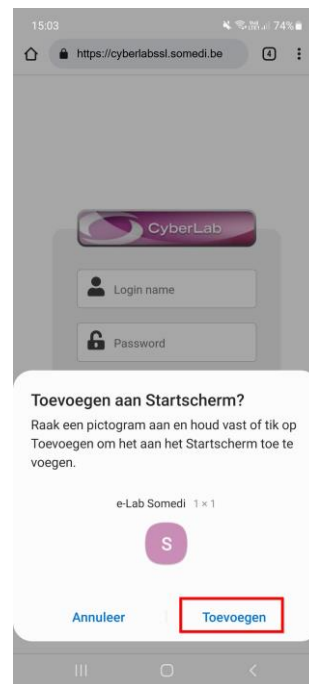 15:03
74%
https://cyberlabssl.somedi.be
4
CyberLab
Login name
Password
Toevoegen aan Startscherm?
Raak een pictogram aan en houd vast of tik op
Toevoegen om het aan het Startscherm toe te
voegen.
e-Lab Somedi 1 × 1
S
Annuleer
Toevoegen